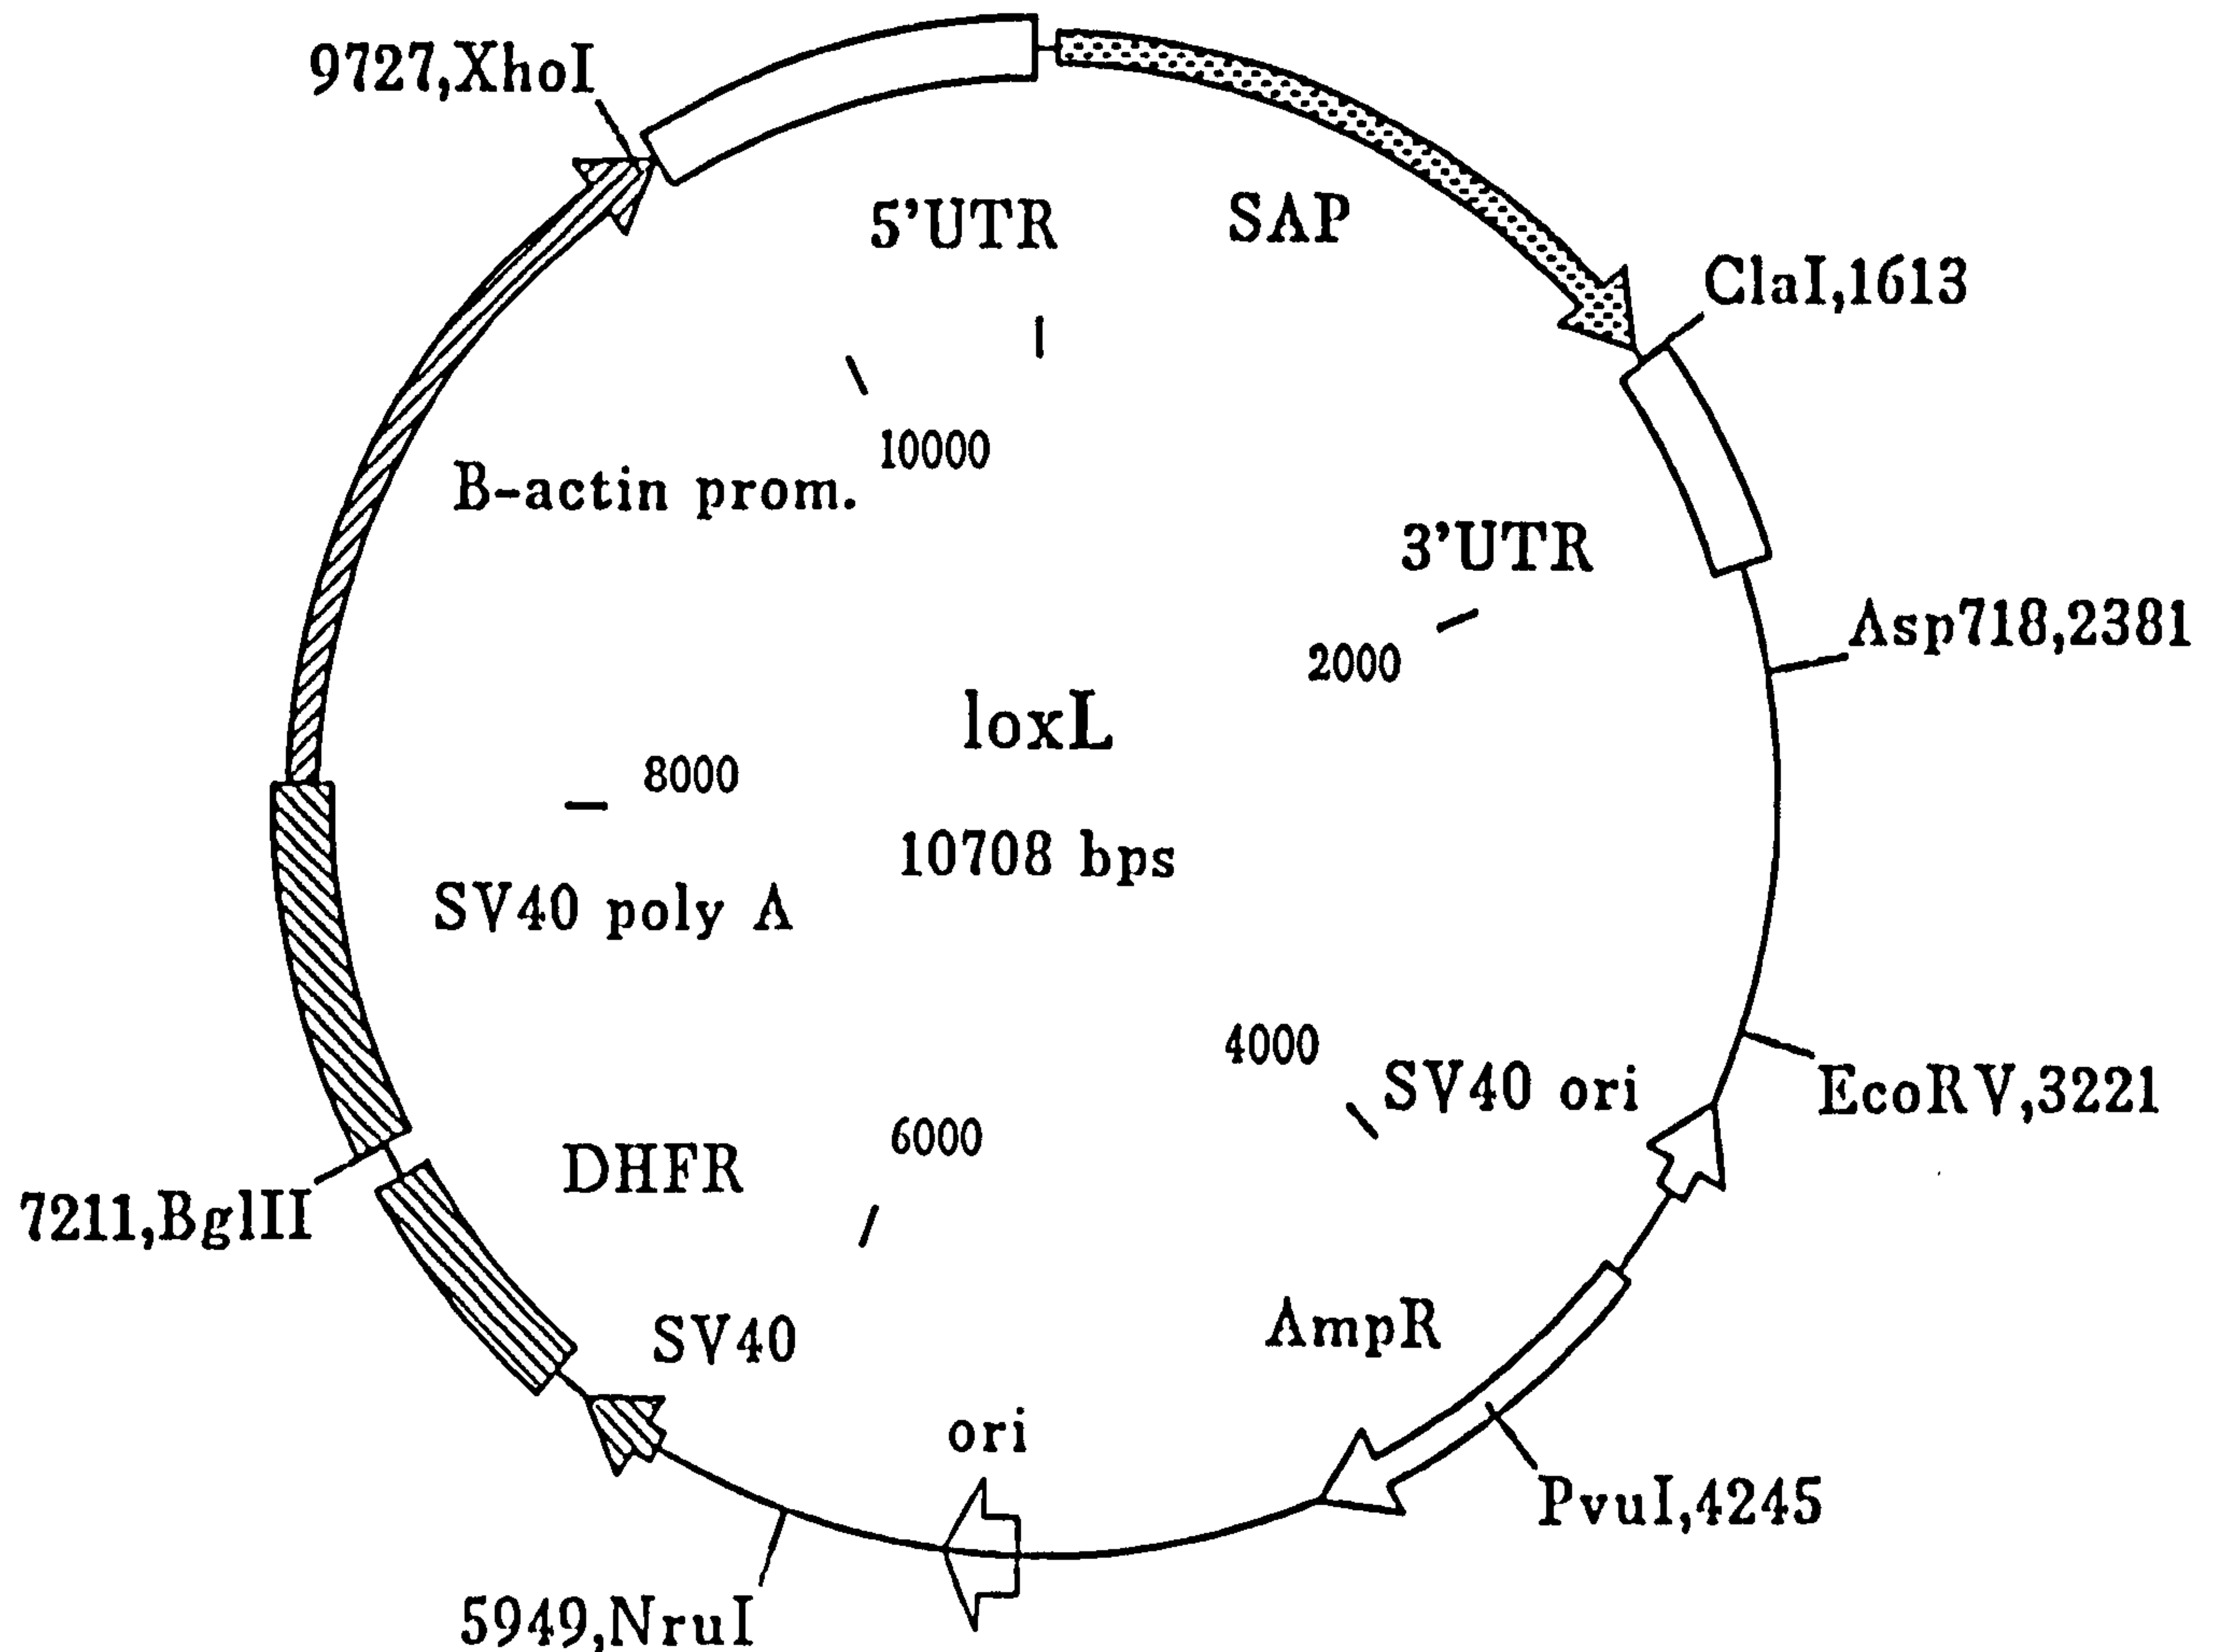 9727,XhoI
5'UTR
SAP
ClaI,1613
10000
B-actin prom.
3'UTR
Asp718,2381
2000
loxL
8000
10708 bps
SV40 poly A
4000
SV40 ori
EcoRV,3221
6000
DHFR
7211,BglII
AmpR
SV40
ori
PvuI,4245
5949,NruI